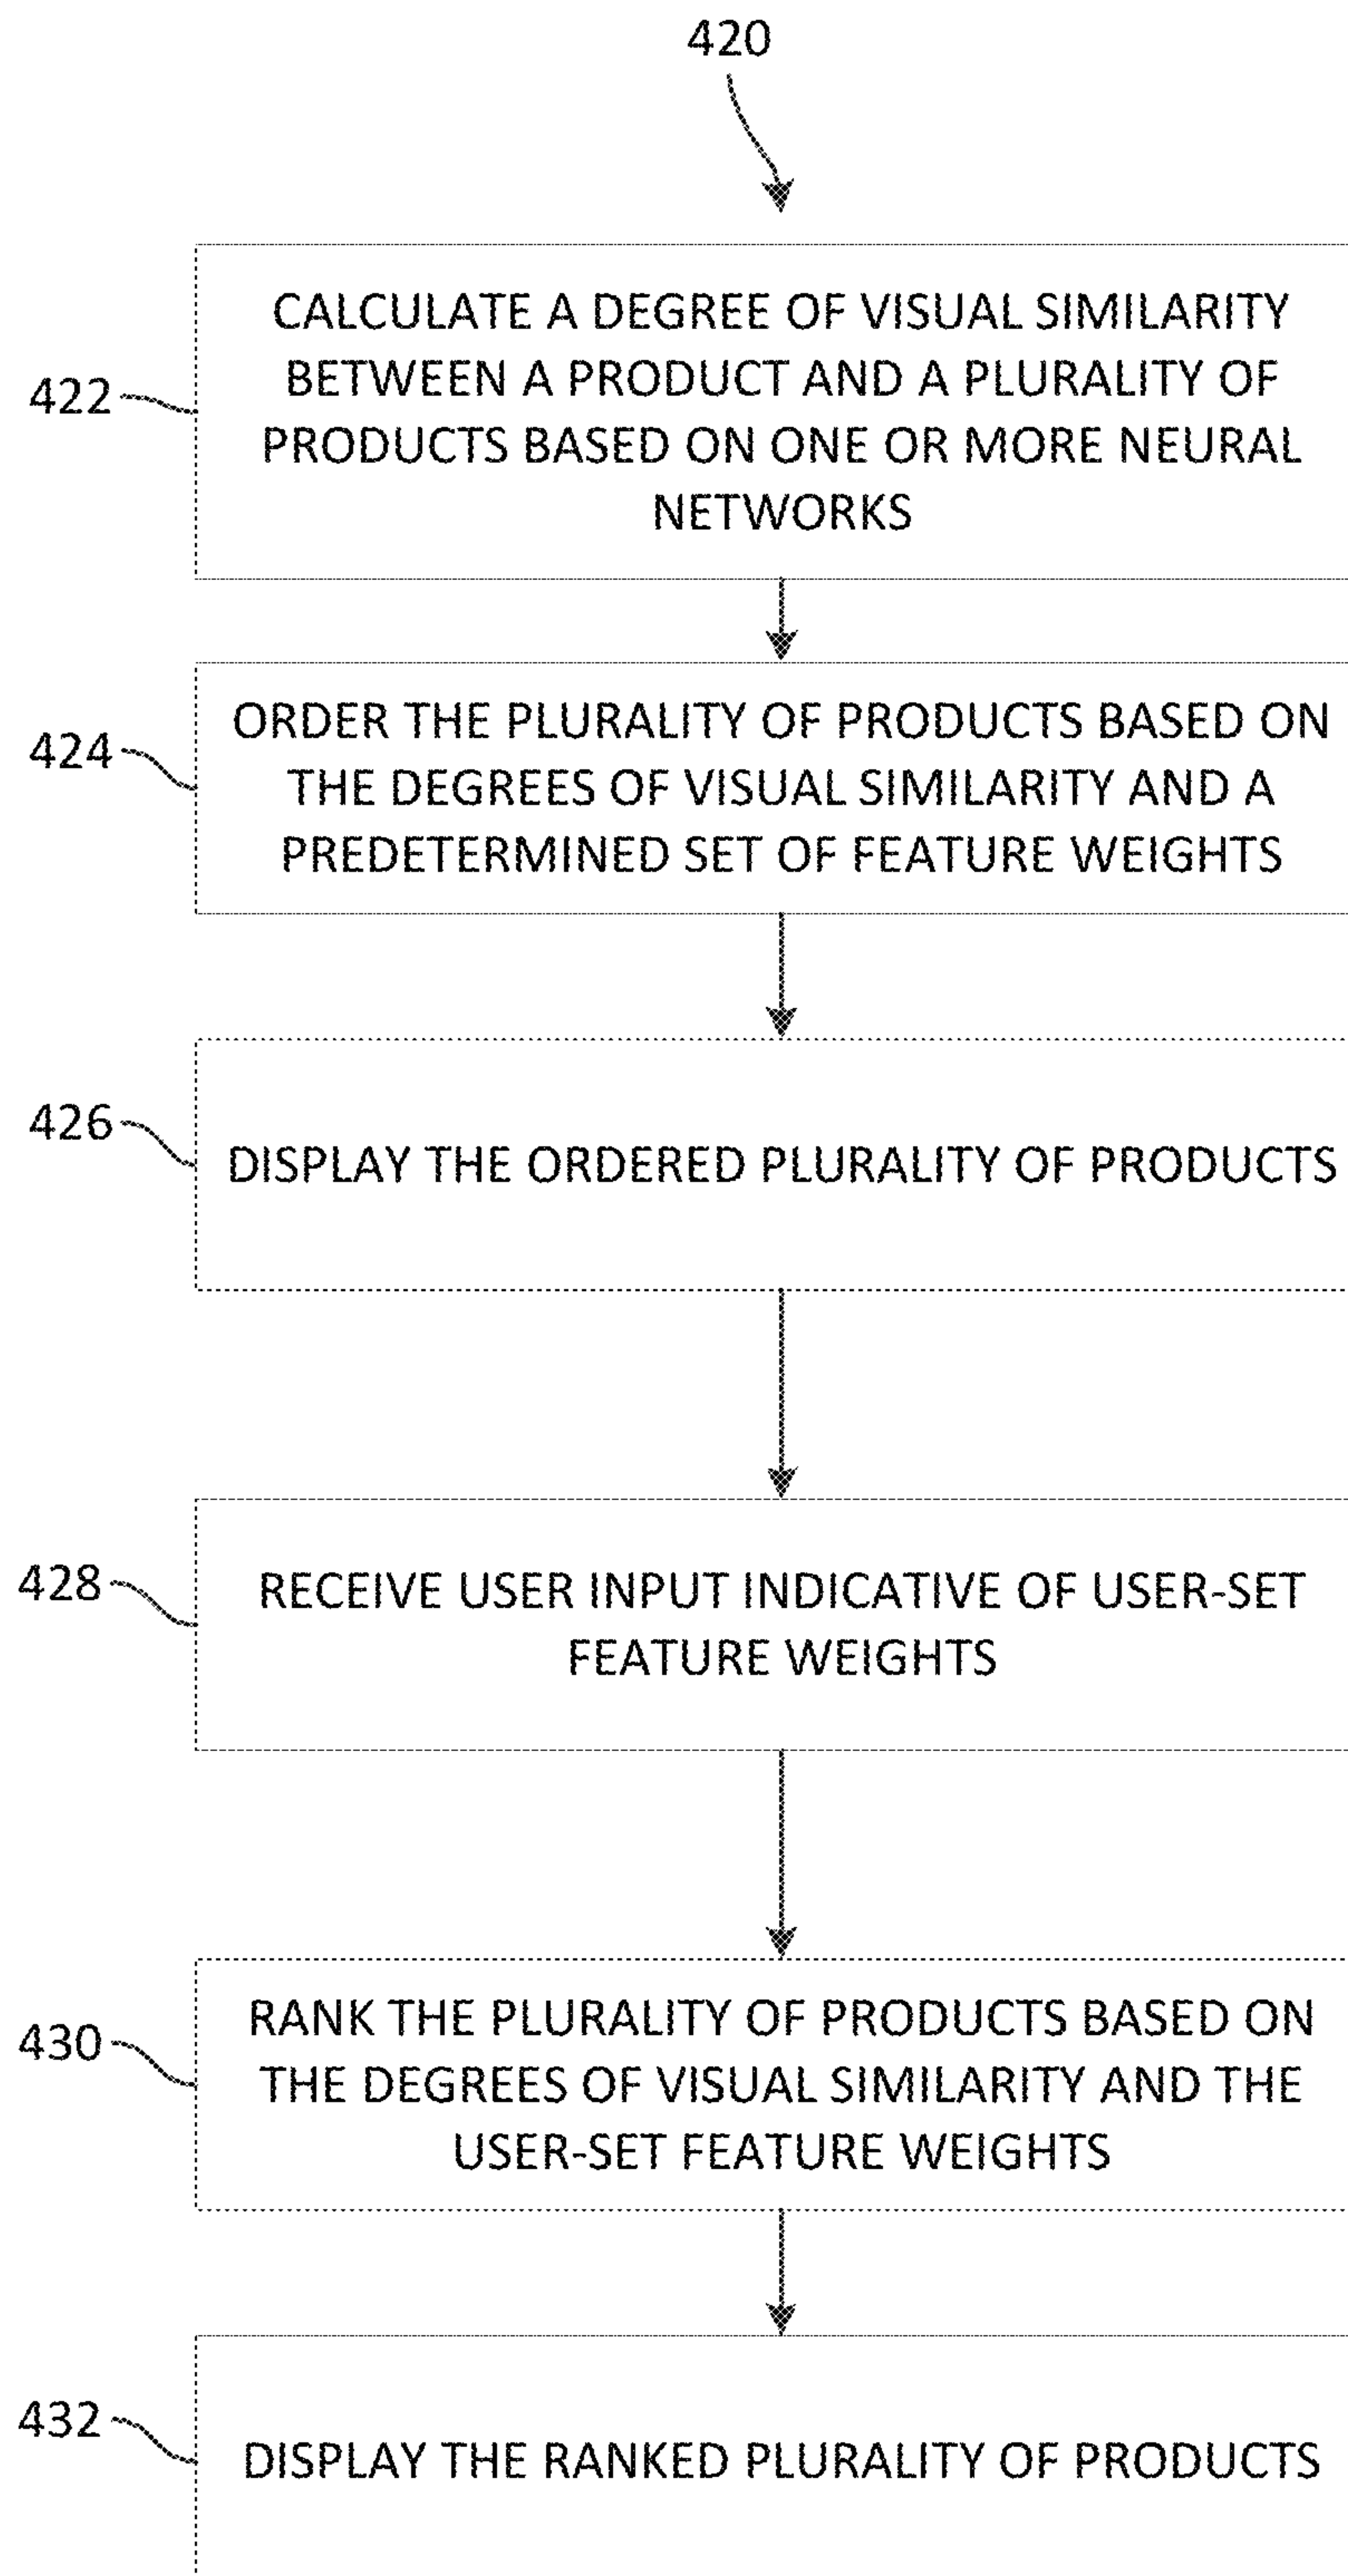 420
422
CALCULATE A DEGREE OF VISUAL SIMILARITY
BETWEEN A PRODUCT AND A PLURALITY OF
PRODUCTS BASED ON ONE OR MORE NEURAL
NETWORKS
424
ORDER THE PLURALITY OF PRODUCTS BASED ON
THE DEGREES OF VISUAL SIMILARITY AND A
PREDETERMINED SET OF FEATURE WEIGHTS
426
DISPLAY THE ORDERED PLURALITY OF PRODUCTS
428
RECEIVE USER INPUT INDICATIVE OF USER-SET
FEATURE WEIGHTS
430
RANK THE PLURALITY OF PRODUCTS BASED ON
THE DEGREES OF VISUAL SIMILARITY AND THE
USER-SET FEATURE WEIGHTS
432
DISPLAY THE RANKED PLURALITY OF PRODUCTS